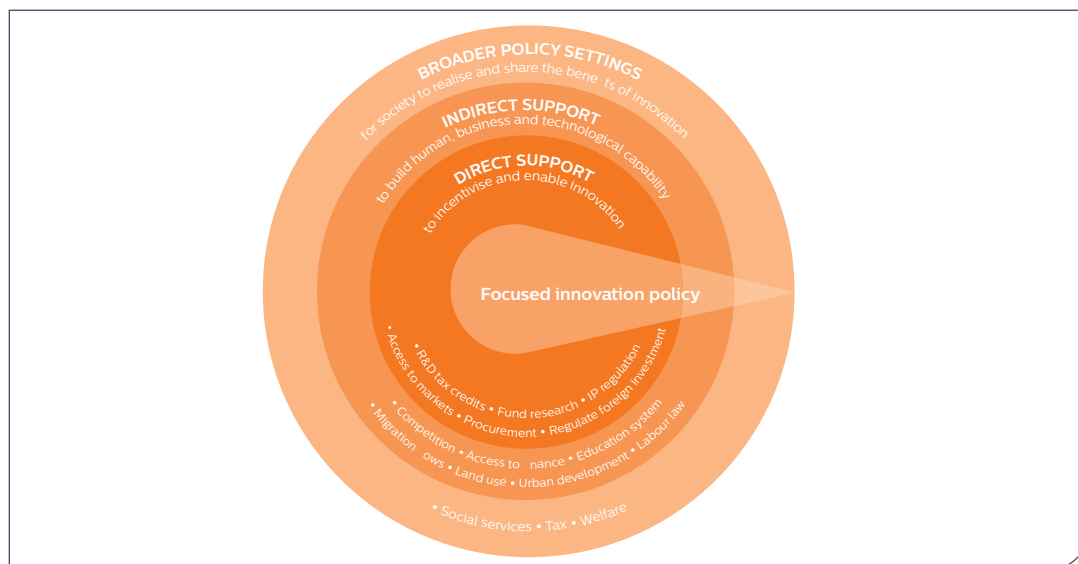 BROADER POLICY SETTINGS
for society to realise and share the bene ts of innovation
INDIRECT SUPPORT
to build human, business and technological capability
DIRECT SUPPORT
to incentivise and enable innovation
Focused innovation policy
• R&D tax credits • Fund research • IP regulation
• Access to markets • Procurement • Regulate foreign investment
• Competition • Access to nance • Education system
• Migration ows • Land use • Urban development • Labour law
• Social services • Tax • Welfare